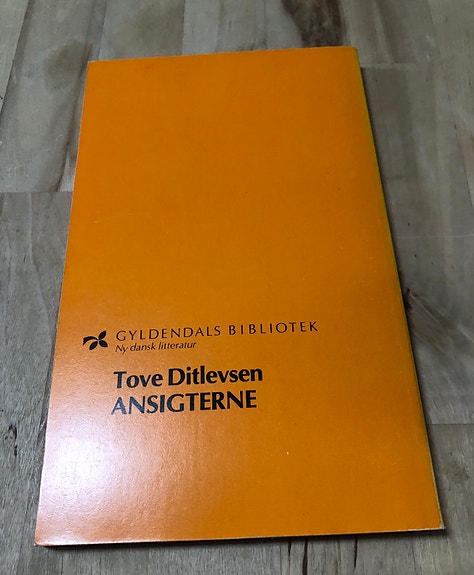 GYLDENDALS BIBLIOTEK
Ny dansk litteratur
Tove Ditlevsen
ANSIGTERNE